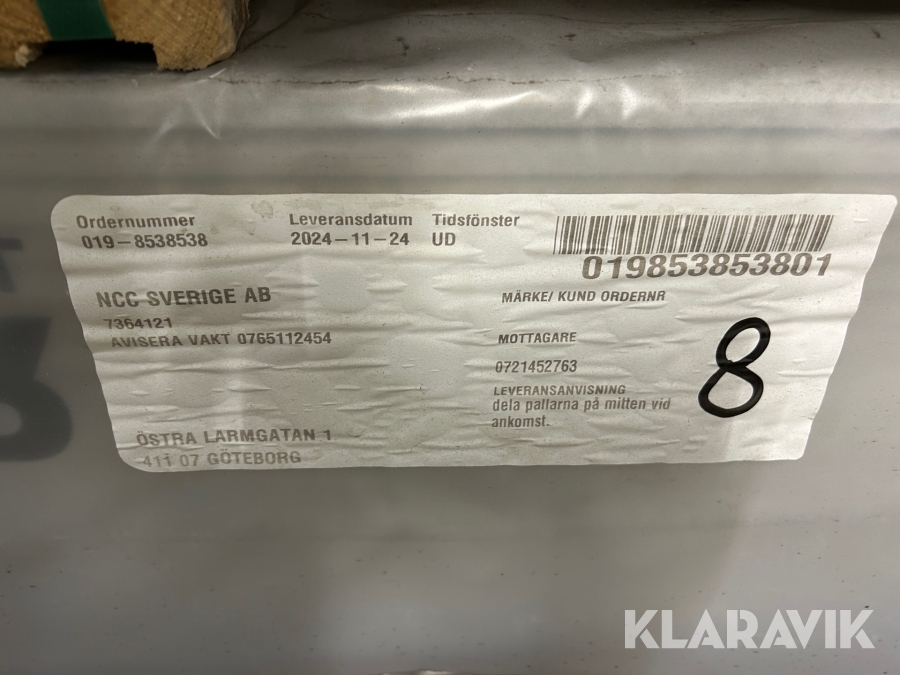 Ordernummer Leveransdatum Tidsfönster
019-8538538 2024-11-24 UD
019853853801
NCC SVERIGE AB
7364121
AVISERA VAKT 0765112454
MÄRKE/ KUND ORDERNR
MOTTAGARE
0721452763
LEVERANSANVISNING
dela pallarna på mitten vid
ankomst.
8
ÖSTRA LARMGATAN 1
411 07 GÖTEBORG
KLARAVIK